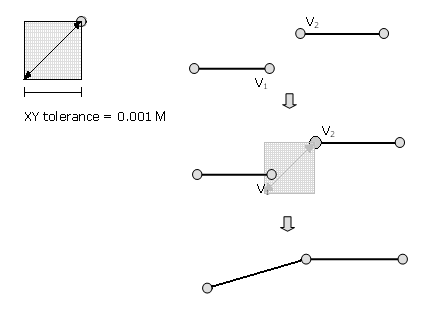 V2
V1
XY tolerance = 0.001 M
V2
V1